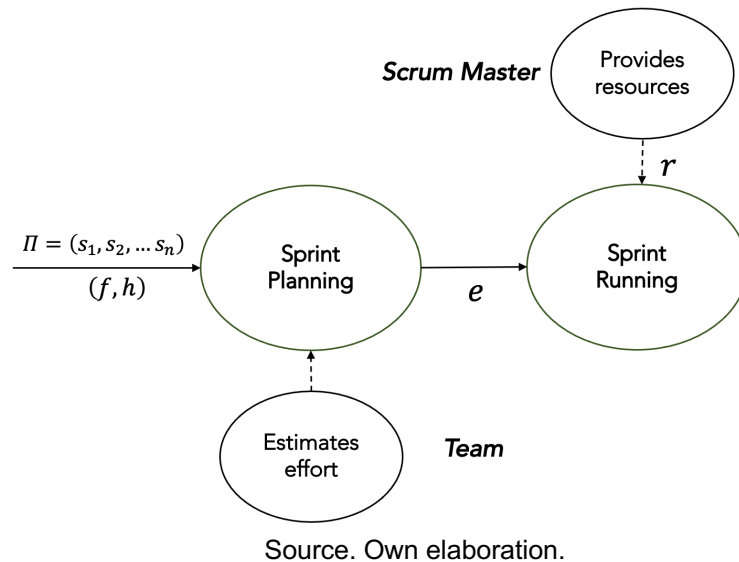 Provides
resources
Scrum Master
r
Π = (s₁, s₂, … sₙ)
(f, h)
Sprint
Planning
e
Sprint
Running
Estimates
effort
Team
Source. Own elaboration.